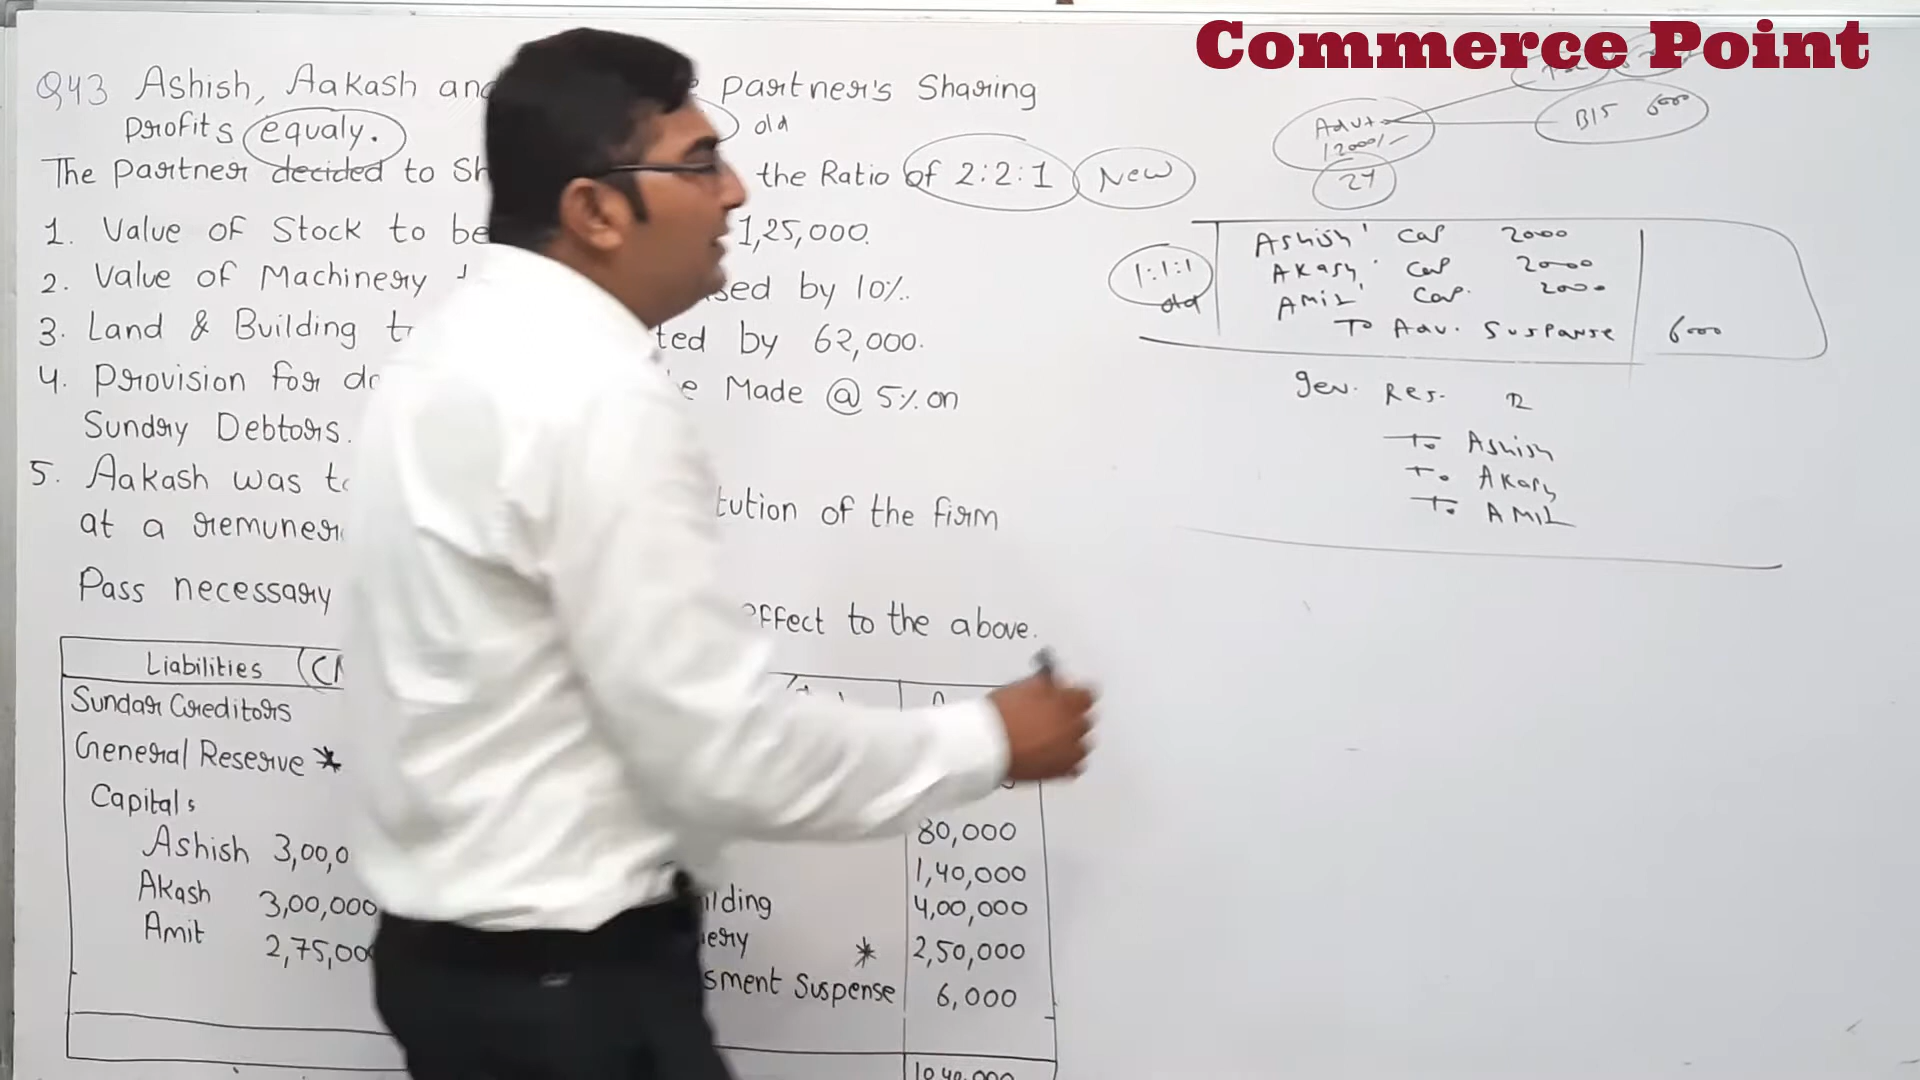 Commerce Point
Q43 Ashish, Aakash and partner's Sharing
profits equaly. old
The partner decided to Sh the Ratio of 2:2:1 New
1. Value of Stock to be 1,25,000.
2. Value of Machinery sed by 10%.
3. Land & Building t ted by 62,000.
4. Provision for do e Made @ 5% on
Sundry Debtors.
5. Aakash was to tution of the firm
at a remuner
Pass necessary effect to the above.
Liabilities
Sundar Creditors
General Reserve *
Capitals
Ashish 3,00,0
80,000
1,40,000
Akash 3,00,000 ilding 4,00,000
Amit 2,75,00 ery * 2,50,000
sment Suspense 6,000
10,40,000
Advt 12000/-
B/S 6000
24
1:1:1 old
Ashish' Cap 2000
Akash' Cap 2000
Amit' Cap. 2000
To Adv. Suspanse 6000
Gen. Res.
To Ashish
To Akash
To Amit